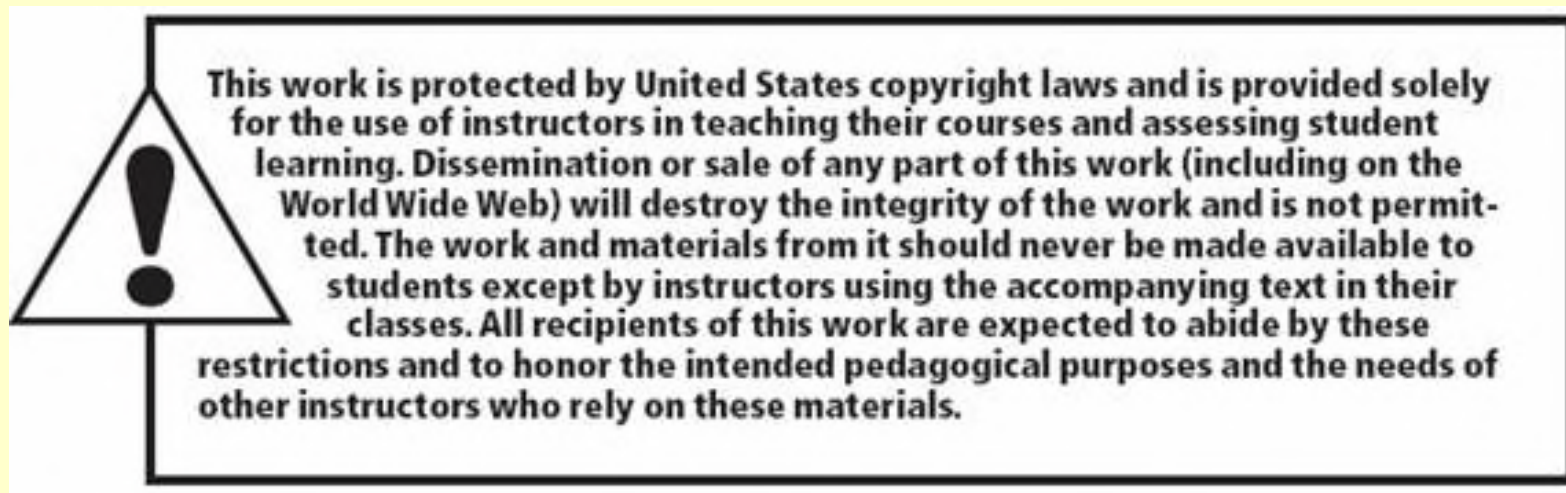 This work is protected by United States copyright laws and is provided solely
for the use of instructors in teaching their courses and assessing student
learning. Dissemination or sale of any part of this work (including on the
World Wide Web) will destroy the integrity of the work and is not permit-
ted. The work and materials from it should never be made available to
students except by instructors using the accompanying text in their
classes. All recipients of this work are expected to abide by these
restrictions and to honor the intended pedagogical purposes and the needs of
other instructors who rely on these materials.